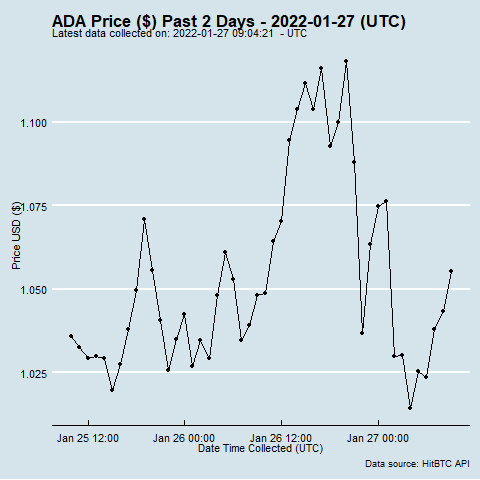 ADA Price ($) Past 2 Days - 2022-01-27 (UTC)
Latest data collected on: 2022-01-27 09:04:21 - UTC
1.100
1.075
1.050
1.025
Price USD ($)
Jan 25 12:00 Jan 26 00:00 Jan 26 12:00 Jan 27 00:00
Date Time Collected (UTC)
Data source: HitBTC API